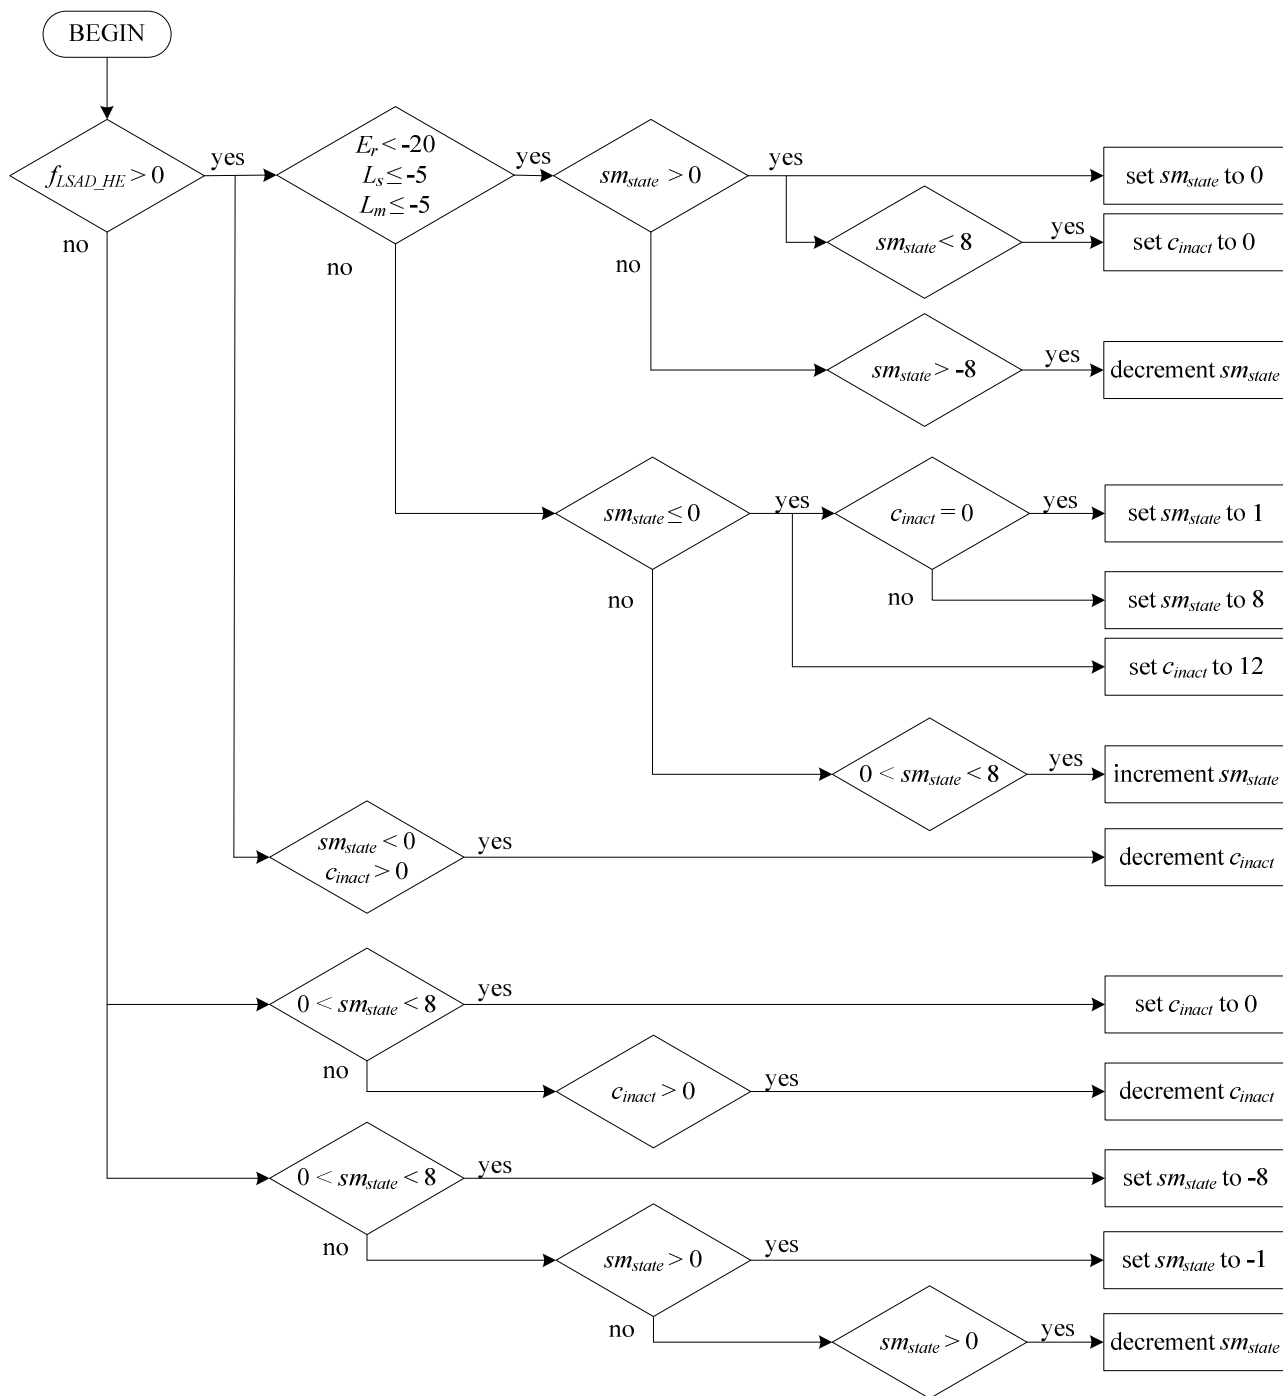 BEGIN
f_LSAD_HE > 0
yes
E_r < -20
L_s ≤ -5
L_m ≤ -5
yes
sm_state > 0
yes
set sm_state to 0
no
no
no
sm_state < 8
yes
set c_inact to 0
sm_state > -8
yes
decrement sm_state
sm_state ≤ 0
yes
c_inact = 0
yes
set sm_state to 1
no
no
set sm_state to 8
set c_inact to 12
0 < sm_state < 8
yes
increment sm_state
sm_state < 0
c_inact > 0
yes
decrement c_inact
0 < sm_state < 8
yes
set c_inact to 0
no
c_inact > 0
yes
decrement c_inact
0 < sm_state < 8
yes
set sm_state to -8
no
sm_state > 0
yes
set sm_state to -1
no
sm_state > 0
yes
decrement sm_state